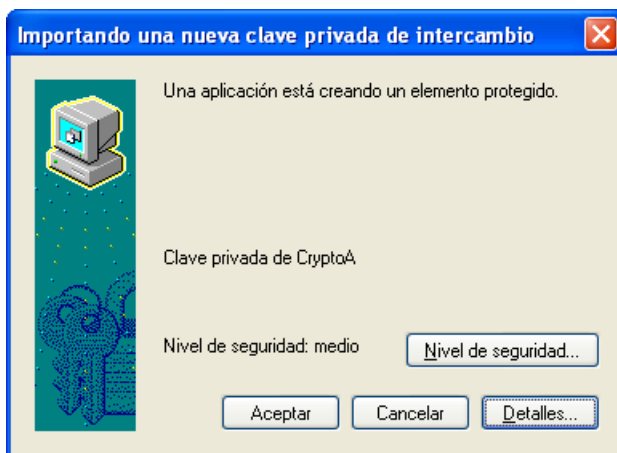 Importando una nueva clave privada de intercambio
Una aplicación está creando un elemento protegido.
Clave privada de CryptoA
Nivel de seguridad: medio
Nivel de seguridad...
Aceptar
Cancelar
Detalles...